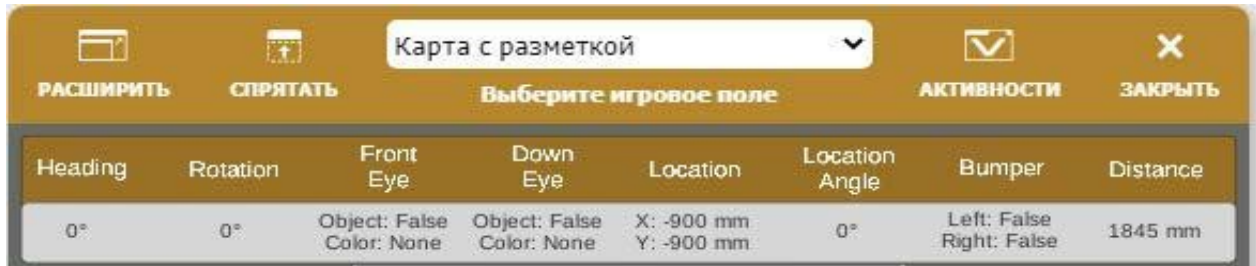 Карта с разметкой
РАСШИРИТЬ СПРЯТАТЬ Выберите игровое поле АКТИВНОСТИ ЗАКРЫТЬ
Heading Rotation Front Eye Down Eye Location Location Angle Bumper Distance
0° 0° Object: False Object: False X: -900 mm 0° Left: False 1845 mm
Color: None Color: None Y: -900 mm Right: False